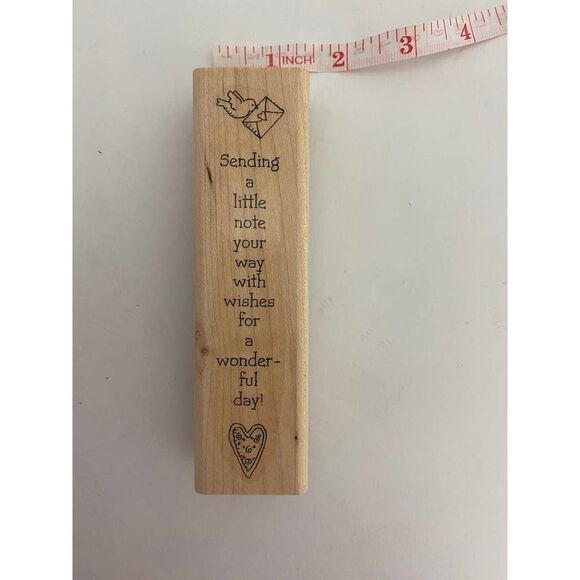 1 INCH 2 3 4
Sending
a
little
note
your
way
with
wishes
for
a
wonder-
ful
day!